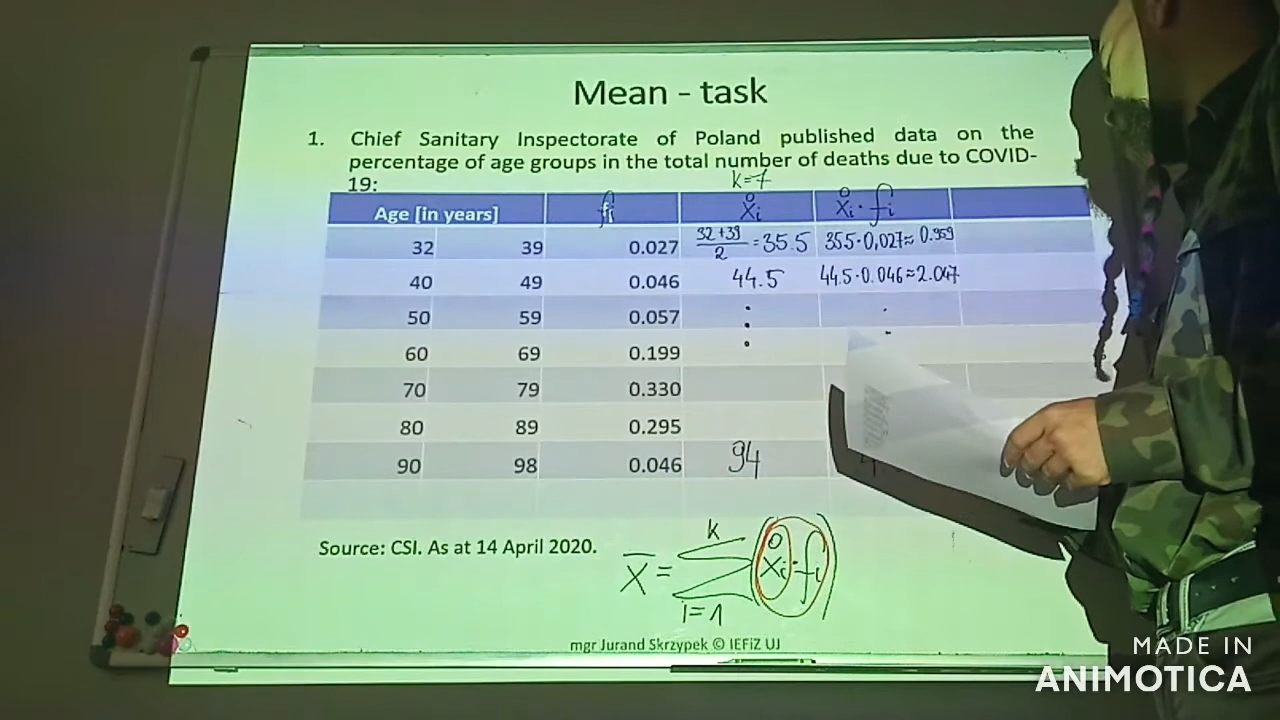 Mean - task
1. Chief Sanitary Inspectorate of Poland published data on the
percentage of age groups in the total number of deaths due to COVID-
19:
k=7
Age [in years] fi x̊i x̊i · fi
32 39 0.027 32+39/2 = 35.5 35.5·0,027≈ 0.959
40 49 0.046 44.5 44.5·0.046≈2.047
50 59 0.057
60 69 0.199
70 79 0.330
80 89 0.295
90 98 0.046 94
Source: CSI. As at 14 April 2020.
k
x̄ = Σ (x̊i · fi)
i=1
mgr Jurand Skrzypek © IEFiZ UJ
MADE IN
ANIMOTICA